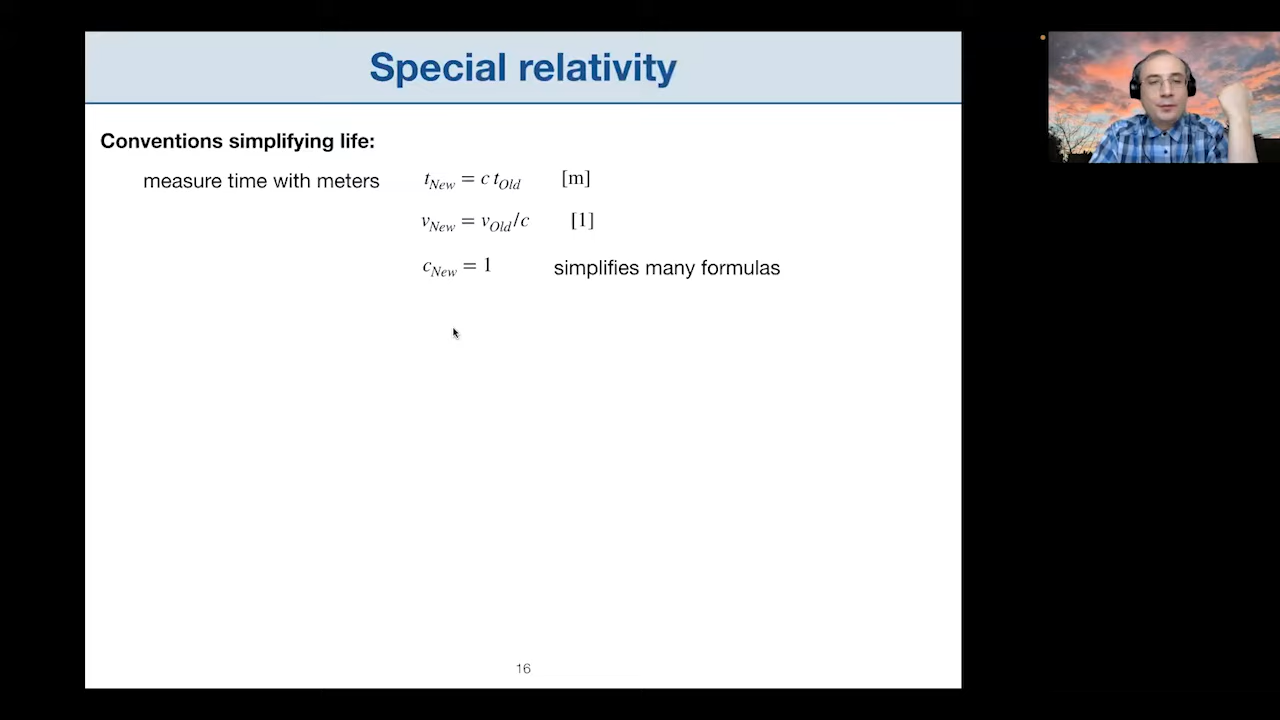 Special relativity
Conventions simplifying life:
measure time with meters t_New = c t_Old [m]
v_New = v_Old/c [1]
c_New = 1 simplifies many formulas
16